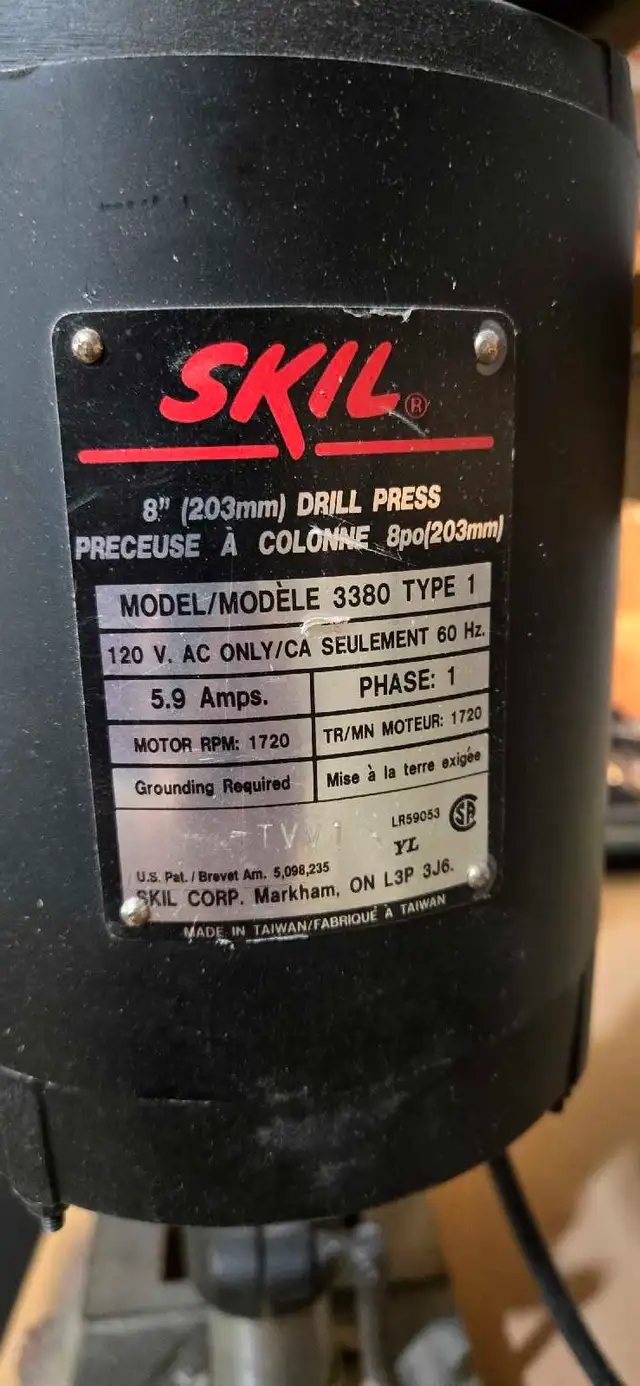 SKIL®
8" (203mm) DRILL PRESS
PRECEUSE À COLONNE 8po(203mm)
MODEL/MODÈLE 3380 TYPE 1
120 V. AC ONLY/CA SEULEMENT 60 Hz.
5.9 Amps. PHASE: 1
MOTOR RPM: 1720 TR/MN MOTEUR: 1720
Grounding Required Mise à la terre exigée
LR59053
YL
U.S. Pat. / Brevet Am. 5,098,235
SKIL CORP. Markham, ON L3P 3J6.
MADE IN TAIWAN/FABRIQUÉ À TAIWAN